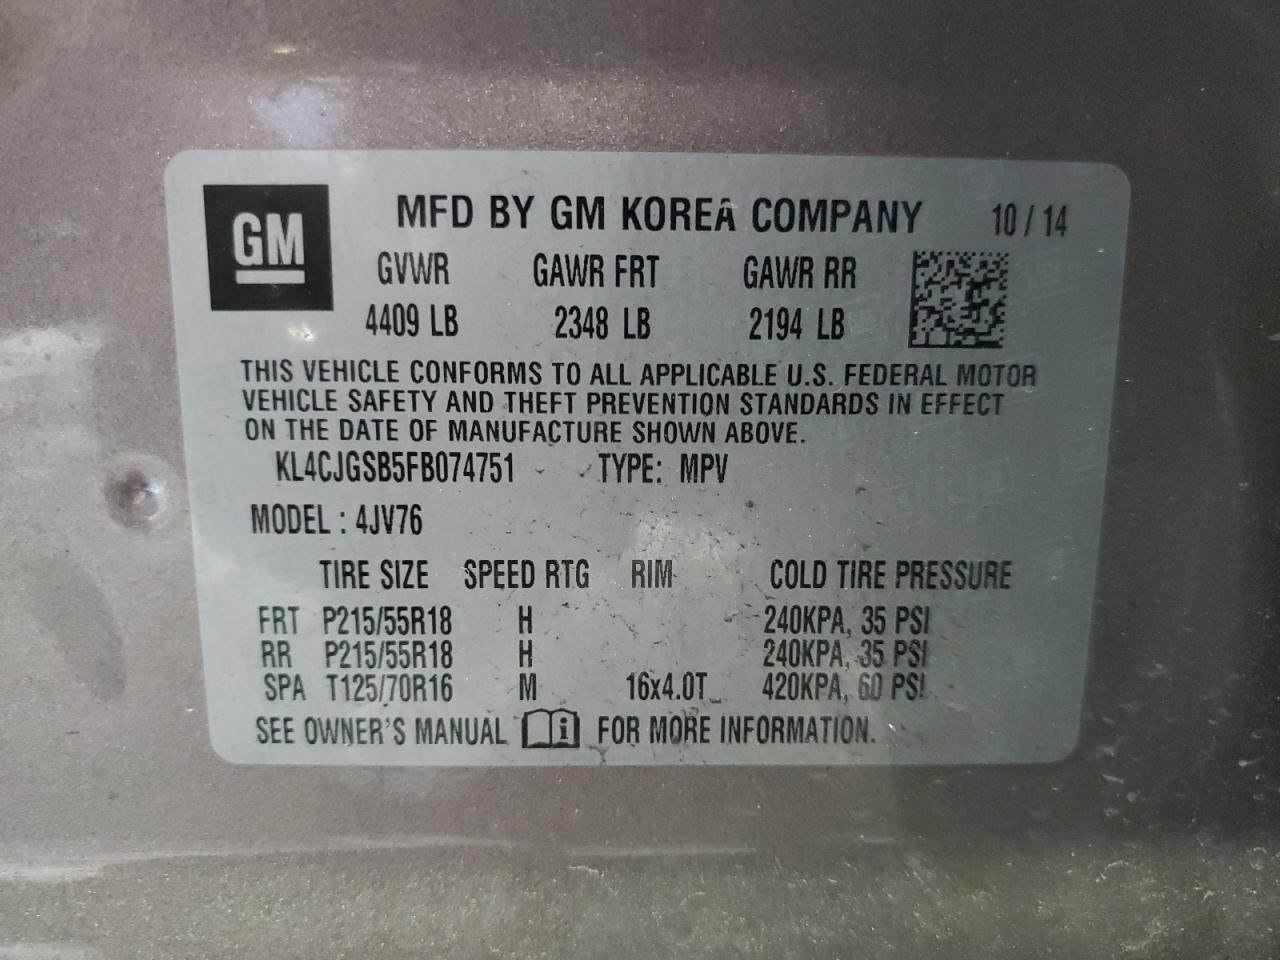 GM
MFD BY GM KOREA COMPANY 10 / 14
GVWR GAWR FRT GAWR RR
4409 LB 2348 LB 2194 LB
THIS VEHICLE CONFORMS TO ALL APPLICABLE U.S. FEDERAL MOTOR
VEHICLE SAFETY AND THEFT PREVENTION STANDARDS IN EFFECT
ON THE DATE OF MANUFACTURE SHOWN ABOVE.
KL4CJGSB5FB074751 TYPE: MPV
MODEL : 4JV76
TIRE SIZE SPEED RTG RIM COLD TIRE PRESSURE
FRT P215/55R18 H 240KPA, 35 PSI
RR P215/55R18 H 240KPA, 35 PSI
SPA T125/70R16 M 16x4.0T 420KPA, 60 PSI
SEE OWNER'S MANUAL i FOR MORE INFORMATION.